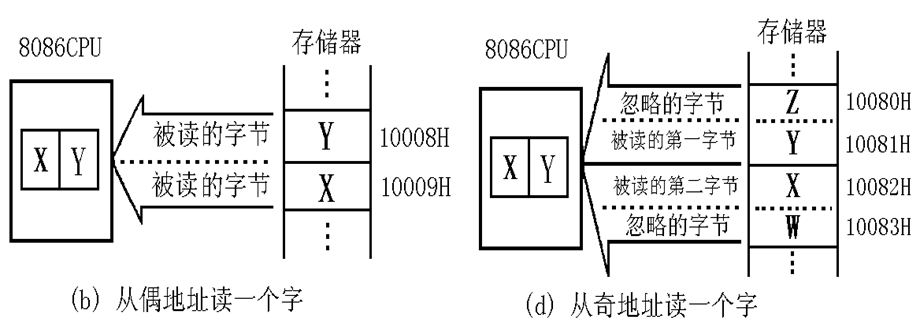 8086CPU
存储器
⋮
X Y
被读的字节
Y
10008H
被读的字节
X
10009H
⋮
(b) 从偶地址读一个字
8086CPU
存储器
⋮
忽略的字节
Z
10080H
被读的第一字节
Y
10081H
X Y
被读的第二字节
X
10082H
忽略的字节
W
10083H
⋮
(d) 从奇地址读一个字